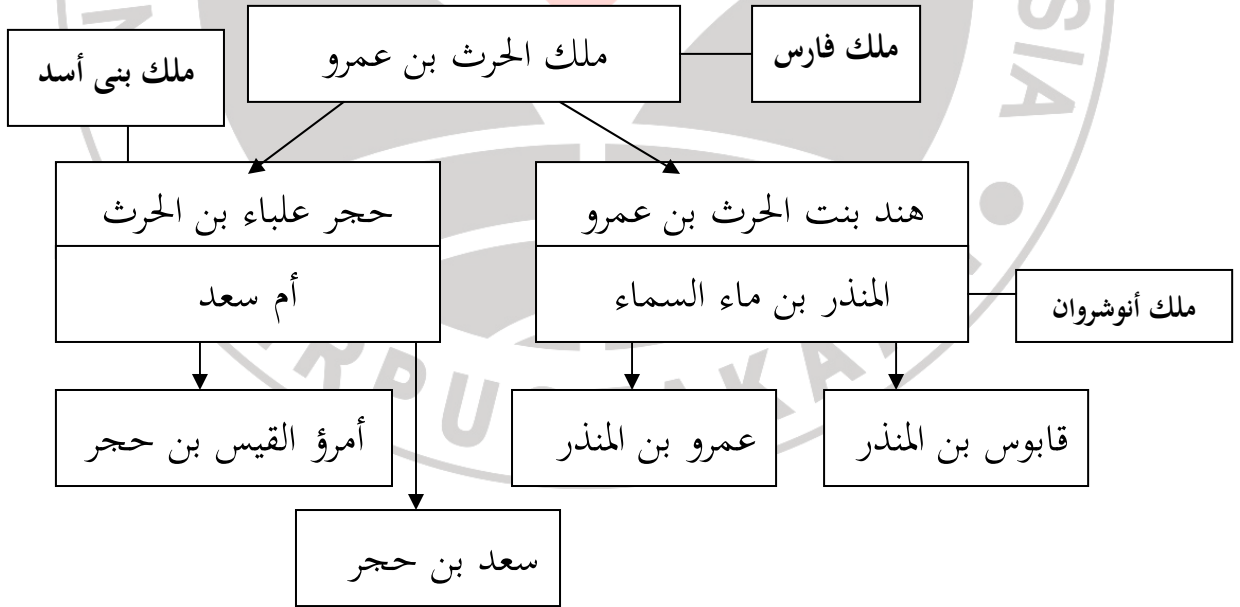 ملك فارس
ملك الحرث بن عمرو
ملك بنى أسد
هند بنت الحرث بن عمرو
حجر علباء بن الحرث
المنذر بن ماء السماء
أم سعد
ملك أنوشروان
قابوس بن المنذر
عمرو بن المنذر
أمرؤ القيس بن حجر
سعد بن حجر
RPUSTAKA
SIA